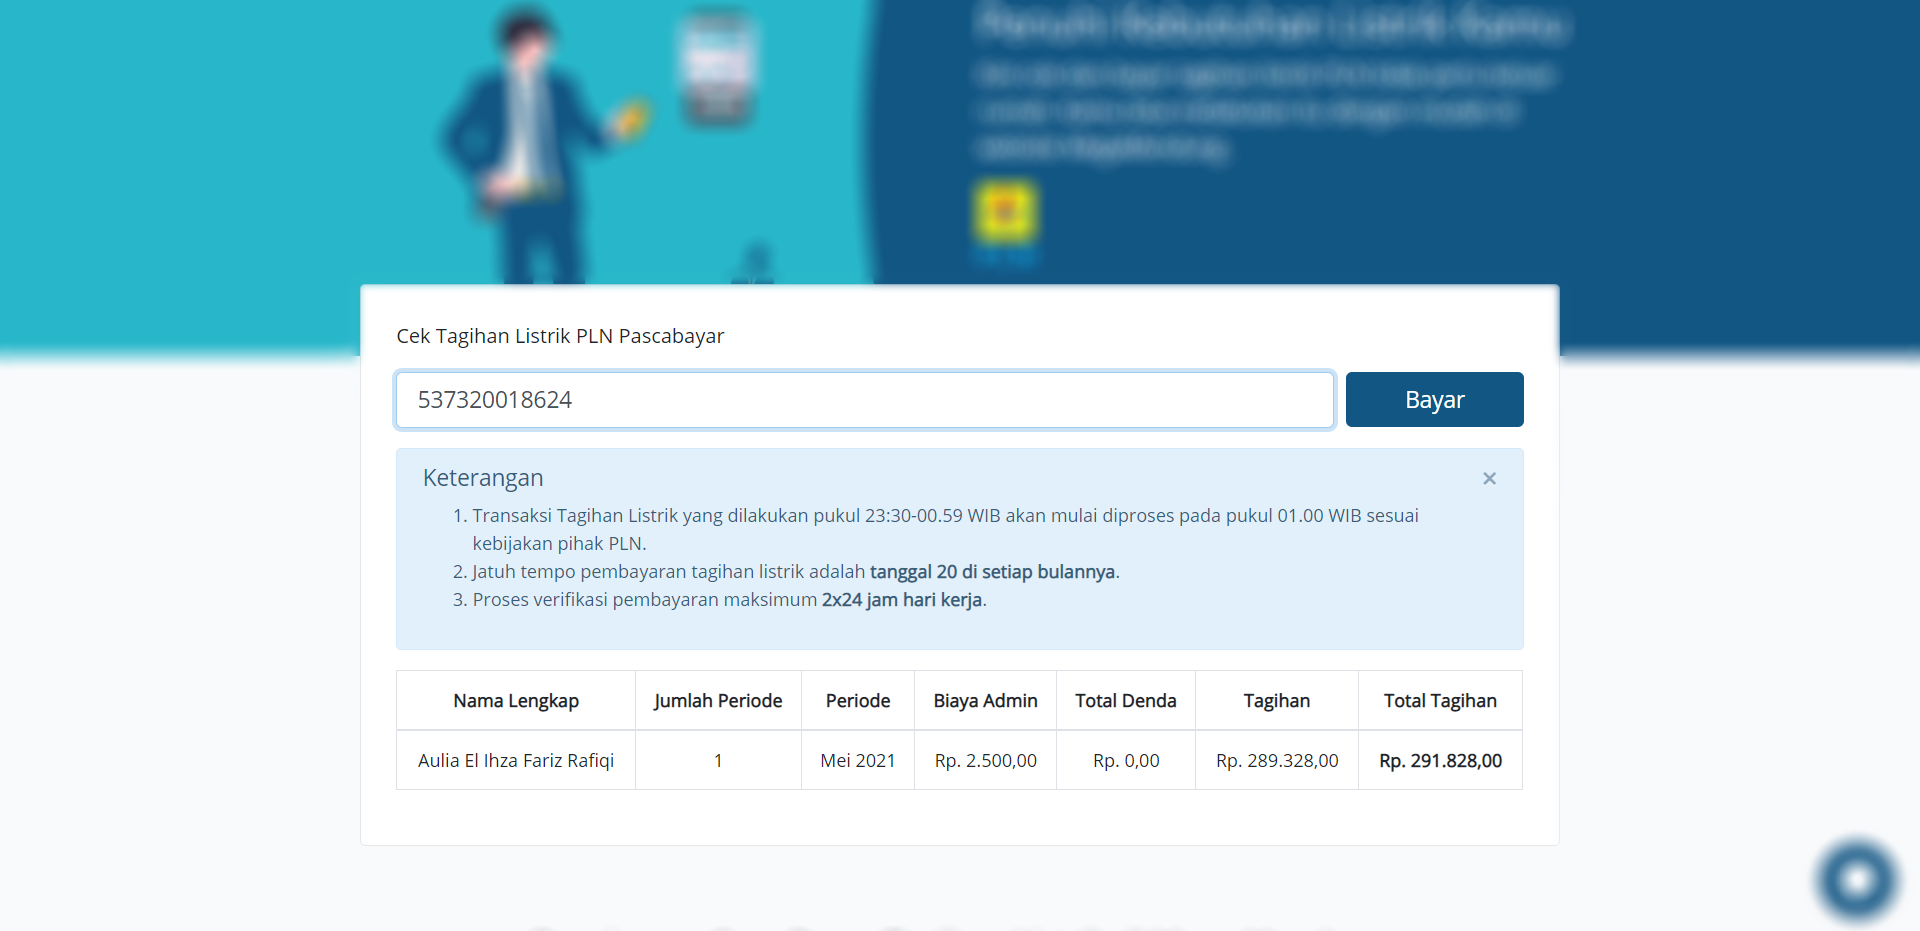 Cek Tagihan Listrik PLN Pascabayar
537320018624
Bayar
Keterangan
×
1. Transaksi Tagihan Listrik yang dilakukan pukul 23:30-00.59 WIB akan mulai diproses pada pukul 01.00 WIB sesuai
kebijakan pihak PLN.
2. Jatuh tempo pembayaran tagihan listrik adalah tanggal 20 di setiap bulannya.
3. Proses verifikasi pembayaran maksimum 2x24 jam hari kerja.
Nama Lengkap Jumlah Periode Periode Biaya Admin Total Denda Tagihan Total Tagihan
Aulia El Ihza Fariz Rafiqi 1 Mei 2021 Rp. 2.500,00 Rp. 0,00 Rp. 289.328,00 Rp. 291.828,00